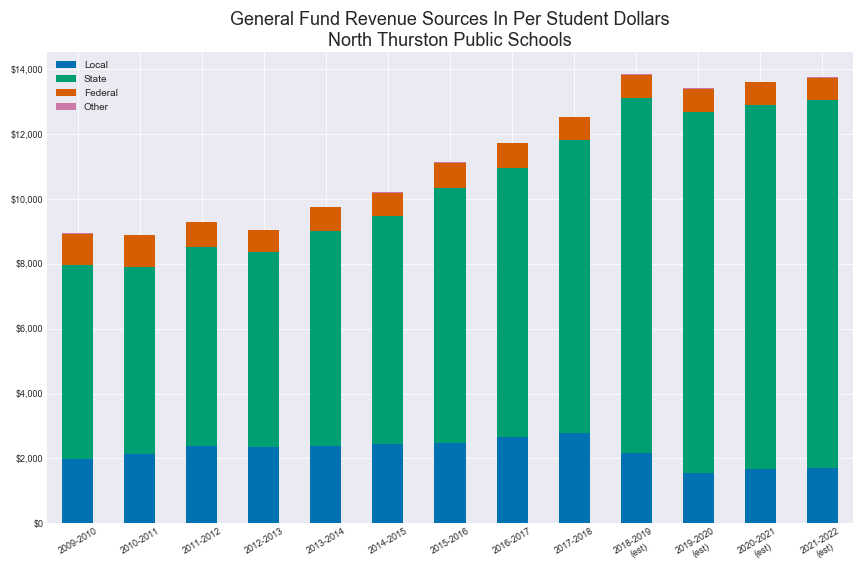 General Fund Revenue Sources In Per Student Dollars
North Thurston Public Schools
Local
State
Federal
Other
$14,000
$12,000
$10,000
$8,000
$6,000
$4,000
$2,000
$0
2009-2010
2010-2011
2011-2012
2012-2013
2013-2014
2014-2015
2015-2016
2016-2017
2017-2018
2018-2019
(est)
2019-2020
(est)
2020-2021
(est)
2021-2022
(est)